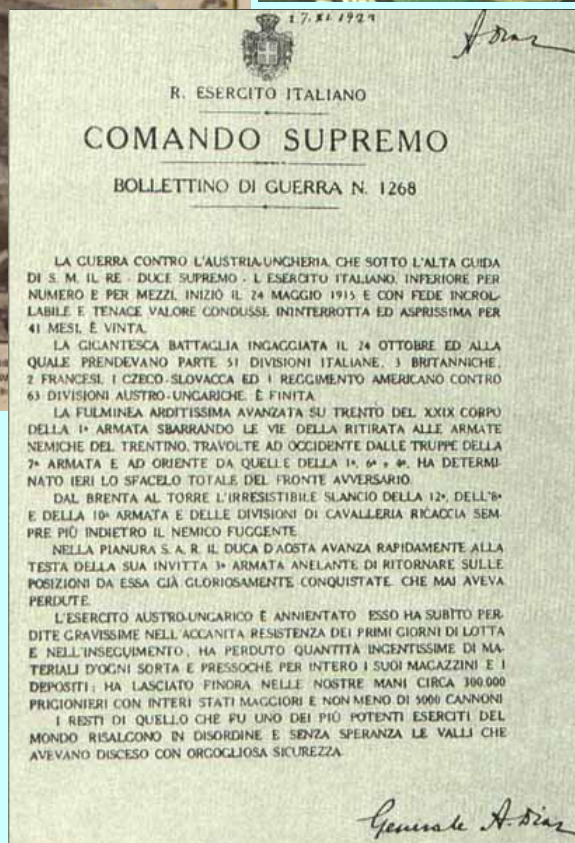 17.XI.1921
A Diaz
R. ESERCITO ITALIANO
COMANDO SUPREMO
BOLLETTINO DI GUERRA N. 1268
LA GUERRA CONTRO L'AUSTRIA-UNGHERIA, CHE SOTTO L'ALTA GUIDA
DI S. M. IL RE - DUCE SUPREMO - L'ESERCITO ITALIANO, INFERIORE PER
NUMERO E PER MEZZI, INIZIÒ IL 24 MAGGIO 1915 E CON FEDE INCROL-
LABILE E TENACE VALORE CONDUSSE ININTERROTTA ED ASPRISSIMA PER
41 MESI, È VINTA.
LA GIGANTESCA BATTAGLIA INGAGGIATA IL 24 OTTOBRE ED ALLA
QUALE PRENDEVANO PARTE 51 DIVISIONI ITALIANE, 3 BRITANNICHE,
2 FRANCESI, 1 CZECO-SLOVACCA ED 1 REGGIMENTO AMERICANO CONTRO
63 DIVISIONI AUSTRO-UNGARICHE, È FINITA.
LA FULMINEA ARDITISSIMA AVANZATA SU TRENTO DEL XXIX CORPO
DELLA 1ª ARMATA SBARRANDO LE VIE DELLA RITIRATA ALLE ARMATE
NEMICHE DEL TRENTINO, TRAVOLTE AD OCCIDENTE DALLE TRUPPE DELLA
7ª ARMATA E AD ORIENTE DA QUELLE DELLA 1ª, 6ª e 4ª, HA DETERMI-
NATO IERI LO SFACELO TOTALE DEL FRONTE AVVERSARIO.
DAL BRENTA AL TORRE L'IRRESISTIBILE SLANCIO DELLA 12ª, DELL'8ª
E DELLA 10ª ARMATA E DELLE DIVISIONI DI CAVALLERIA RICACCIA SEM-
PRE PIÙ INDIETRO IL NEMICO FUGGENTE.
NELLA PIANURA S. A. R. IL DUCA D'AOSTA AVANZA RAPIDAMENTE ALLA
TESTA DELLA SUA INVITTA 3ª ARMATA ANELANTE DI RITORNARE SULLE
POSIZIONI DA ESSA GIÀ GLORIOSAMENTE CONQUISTATE, CHE MAI AVEVA
PERDUTE.
L'ESERCITO AUSTRO-UNGARICO È ANNIENTATO: ESSO HA SUBÌTO PER-
DITE GRAVISSIME NELL'ACCANITA RESISTENZA DEI PRIMI GIORNI DI LOTTA
E NELL'INSEGUIMENTO, HA PERDUTO QUANTITÀ INGENTISSIME DI MA-
TERIALI D'OGNI SORTA E PRESSOCHÉ PER INTERO I SUOI MAGAZZINI E I
DEPOSITI; HA LASCIATO FINORA NELLE NOSTRE MANI CIRCA 300.000
PRIGIONIERI CON INTERI STATI MAGGIORI E NON MENO DI 5000 CANNONI.
I RESTI DI QUELLO CHE FU UNO DEI PIÙ POTENTI ESERCITI DEL
MONDO RISALGONO IN DISORDINE E SENZA SPERANZA LE VALLI CHE
AVEVANO DISCESO CON ORGOGLIOSA SICUREZZA.
Generale A. Diaz